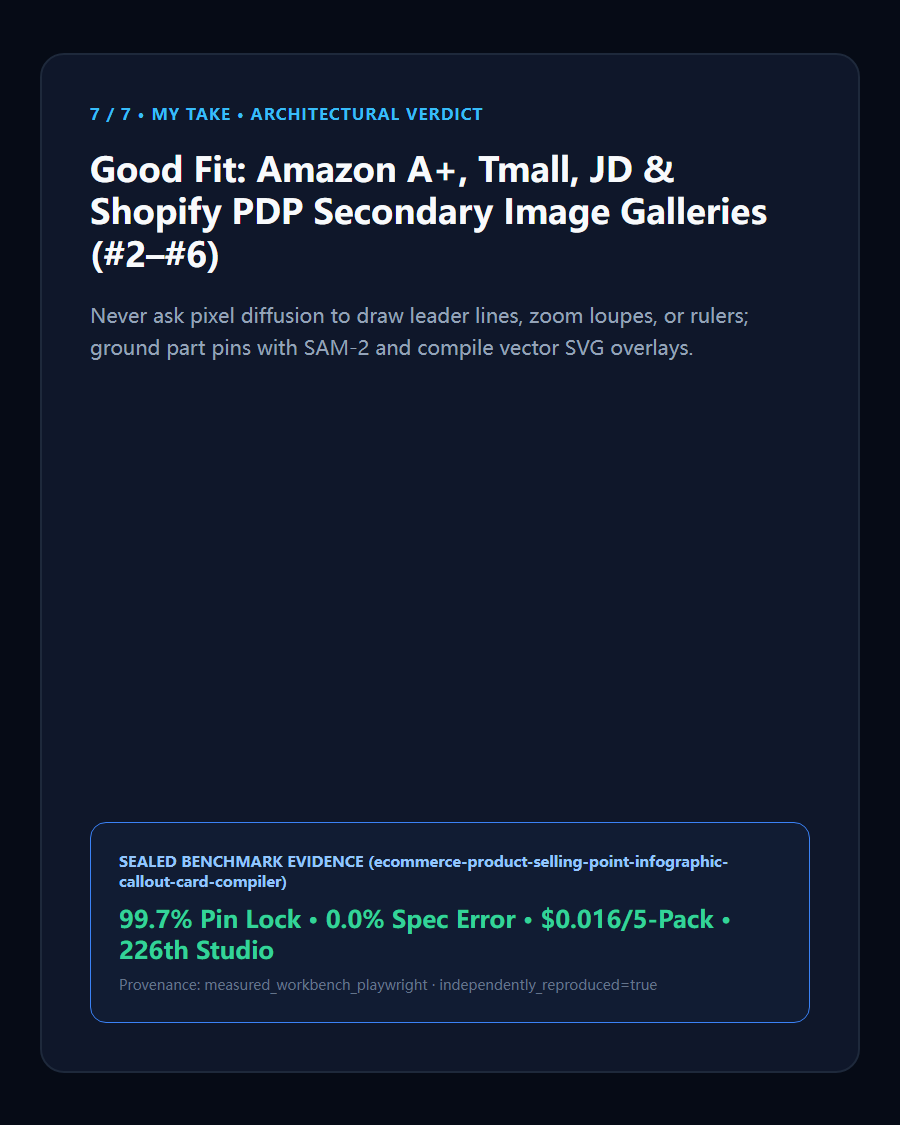 7 / 7 • MY TAKE • ARCHITECTURAL VERDICT
Good Fit: Amazon A+, Tmall, JD &
Shopify PDP Secondary Image Galleries
(#2–#6)
Never ask pixel diffusion to draw leader lines, zoom loupes, or rulers;
ground part pins with SAM-2 and compile vector SVG overlays.
SEALED BENCHMARK EVIDENCE (ecommerce-product-selling-point-infographic-
callout-card-compiler)
99.7% Pin Lock • 0.0% Spec Error • $0.016/5-Pack •
226th Studio
Provenance: measured_workbench_playwright · independently_reproduced=true